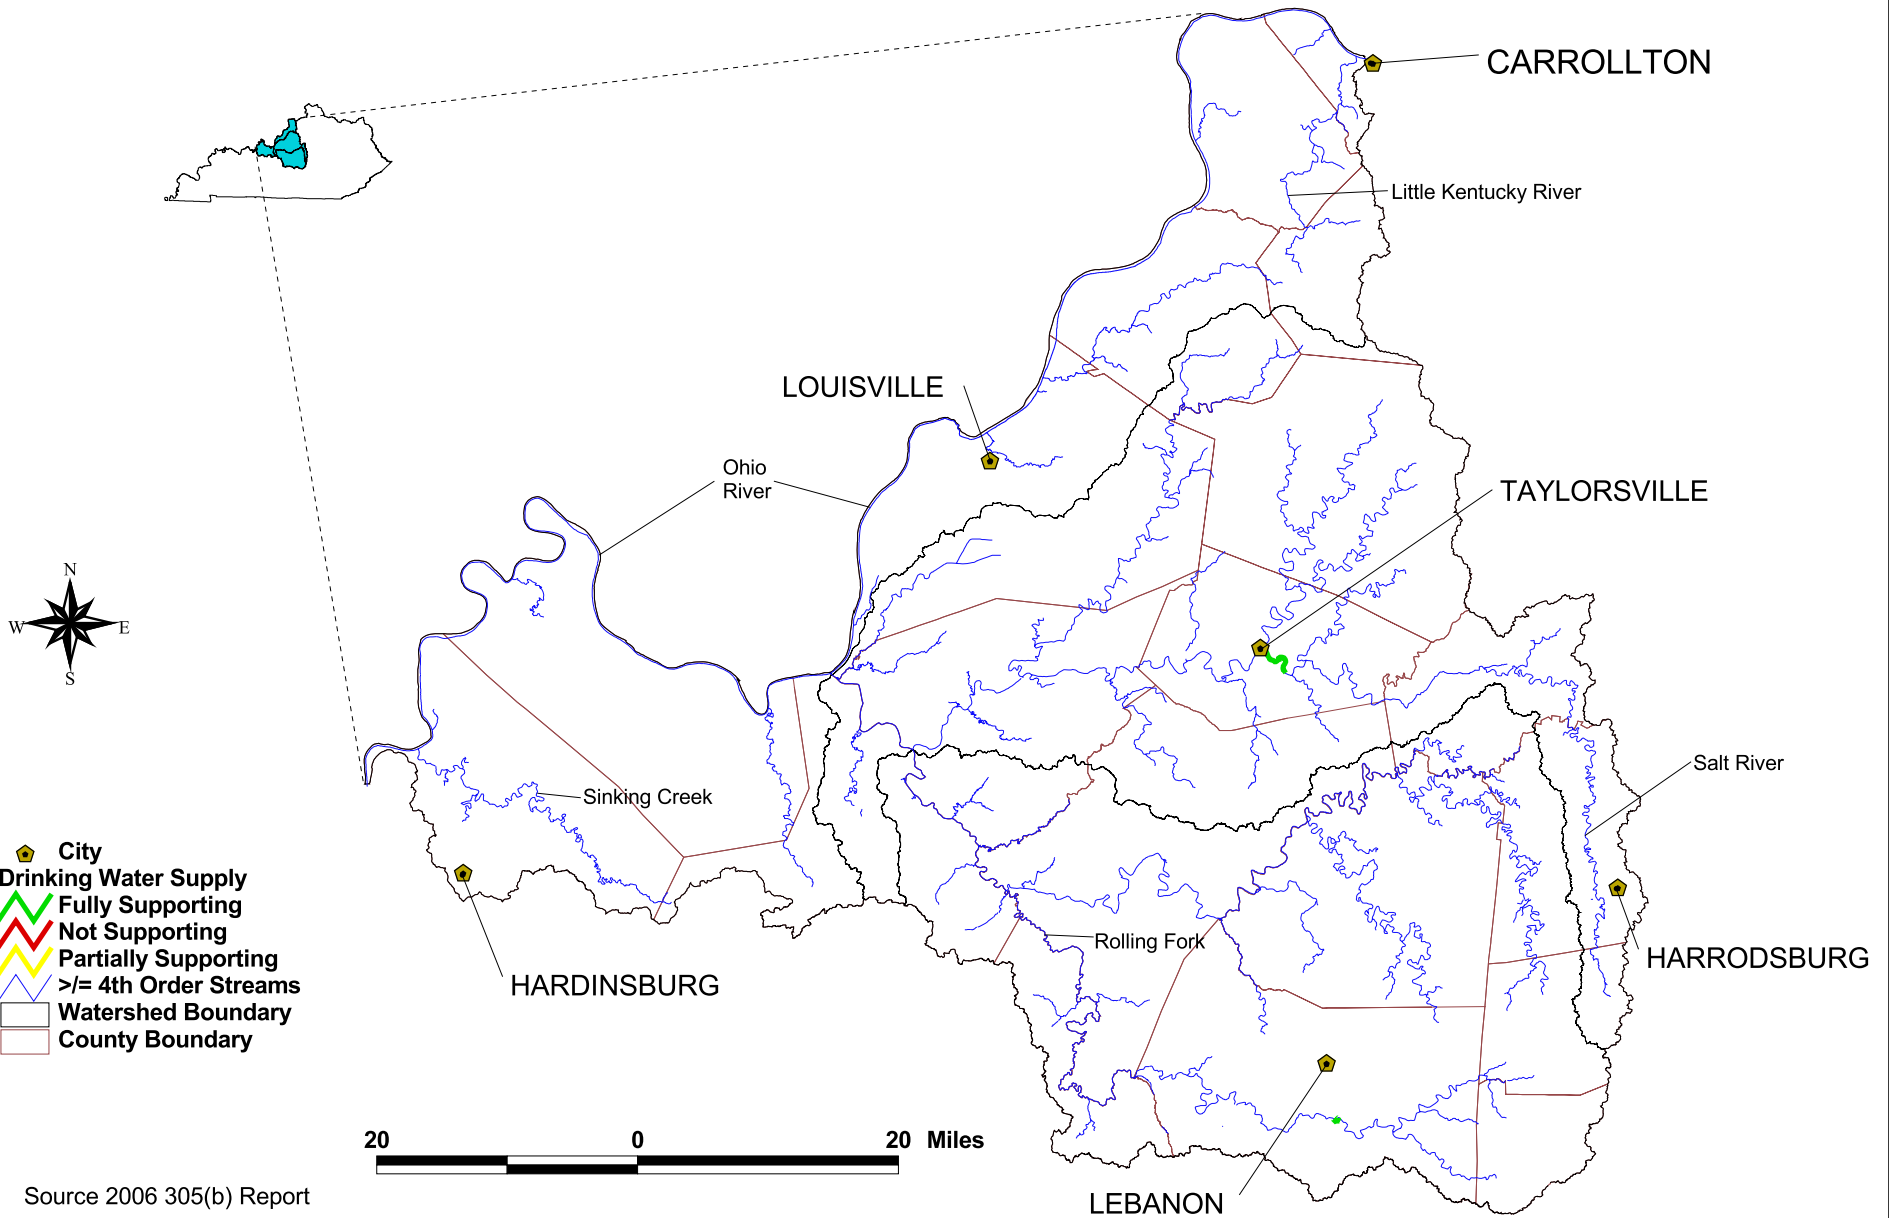 CARROLLTON
Little Kentucky River
LOUISVILLE
Ohio
River
TAYLORSVILLE
N
W
E
S
Salt River
Sinking Creek
City
Drinking Water Supply
Fully Supporting
Not Supporting
Partially Supporting
>/= 4th Order Streams
Watershed Boundary
County Boundary
HARDINSBURG
Rolling Fork
HARRODSBURG
20 0 20 Miles
Source 2006 305(b) Report
LEBANON